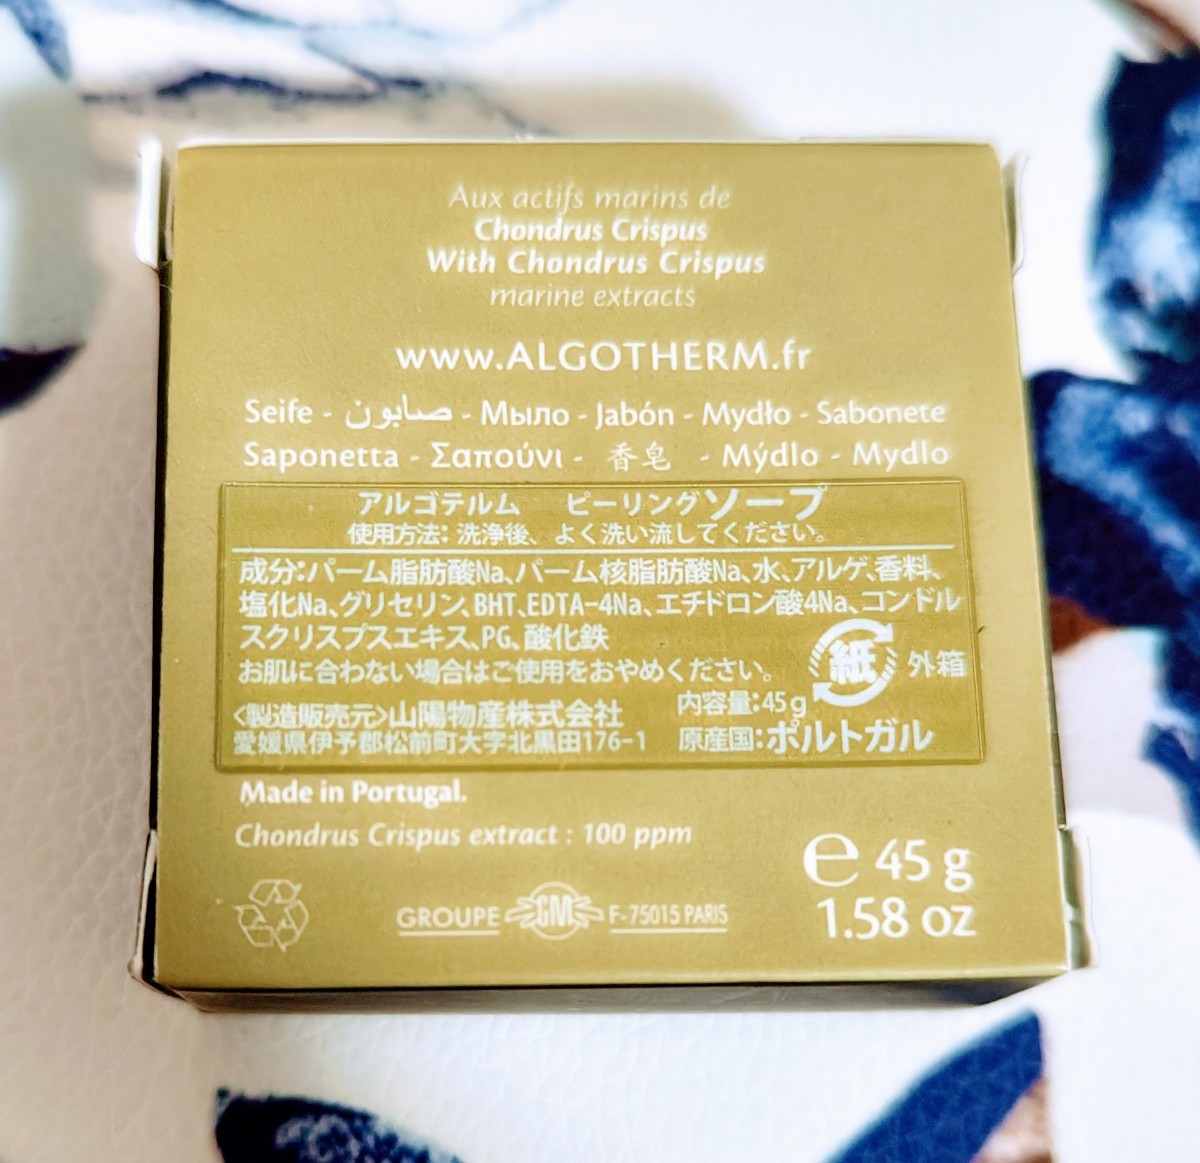 Aux actifs marins de
Chondrus Crispus
With Chondrus Crispus
marine extracts
www.ALGOTHERM.fr
Seife - صابون - Мыло - Jabón - Mydło - Sabonete
Saponetta - Σαπούνι - 香皂 - Mýdlo - Mydlo
アルゴテルム ピーリングソープ
使用方法:洗浄後、よく洗い流してください。
成分:パーム脂肪酸Na、パーム核脂肪酸Na、水、アルゲ、香料、
塩化Na、グリセリン、BHT、EDTA-4Na、エチドロン酸4Na、コンドル
スクリスプスエキス、PG、酸化鉄
お肌に合わない場合はご使用をおやめください。
紙 外箱
<製造販売元>山陽物産株式会社 内容量:45g
愛媛県伊予郡松前町大字北黒田176-1 原産国:ポルトガル
Made in Portugal.
Chondrus Crispus extract : 100 ppm
e 45 g
1.58 oz
GROUPE GM F-75015 PARIS